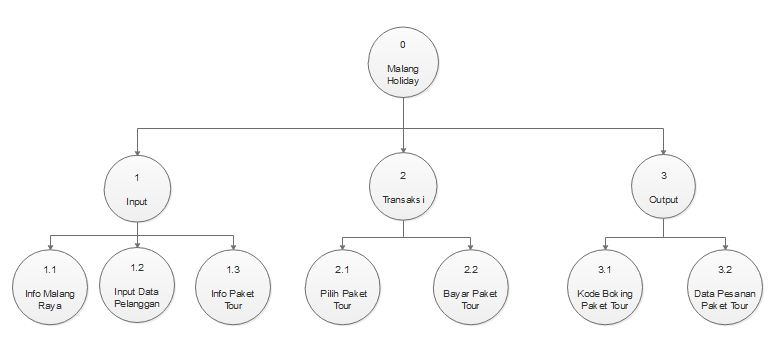 0
Malang
Holiday
1
Input
2
Transaksi
3
Output
1.1
Info Malang
Raya
1.2
Input Data
Pelanggan
1.3
Info Paket
Tour
2.1
Pilih Paket
Tour
2.2
Bayar Paket
Tour
3.1
Kode Boking
Paket Tour
3.2
Data Pesanan
Paket Tour